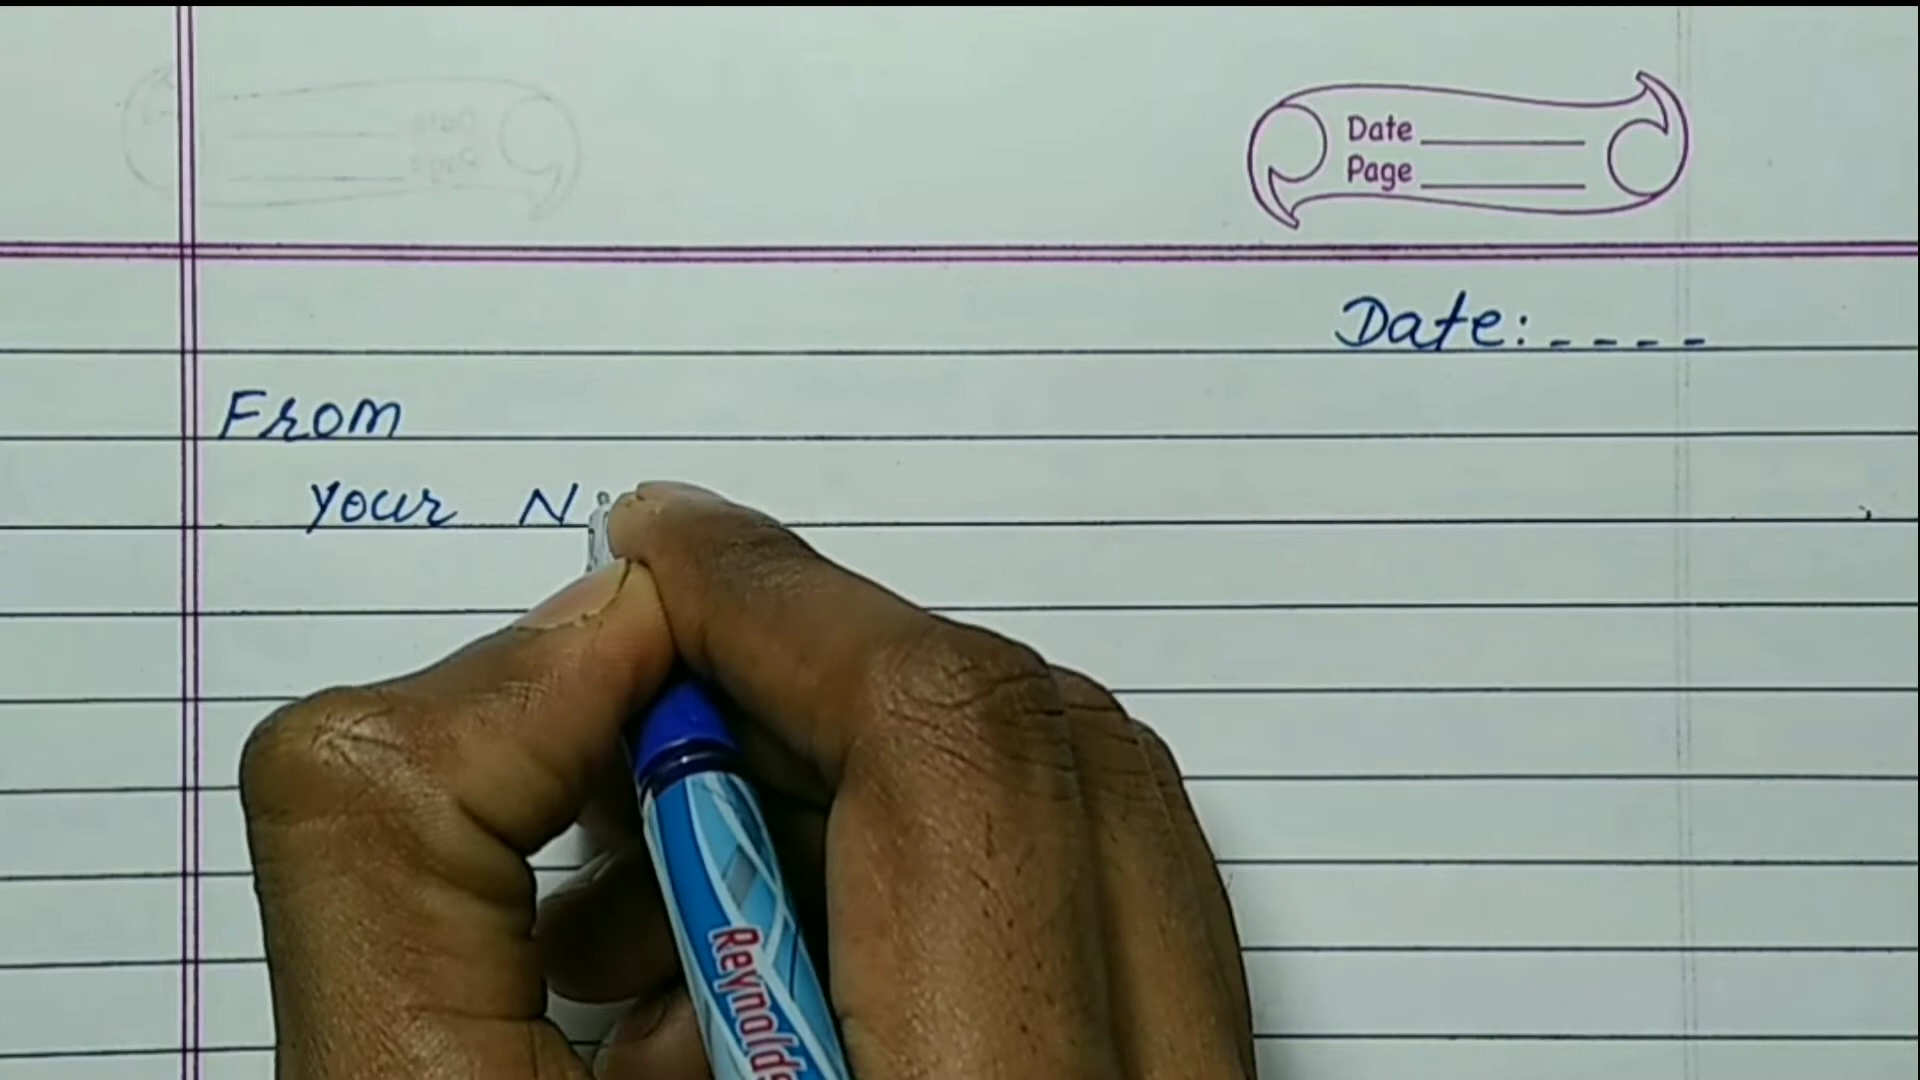 Date
Page
Date:----
From
Your N
Reynolds